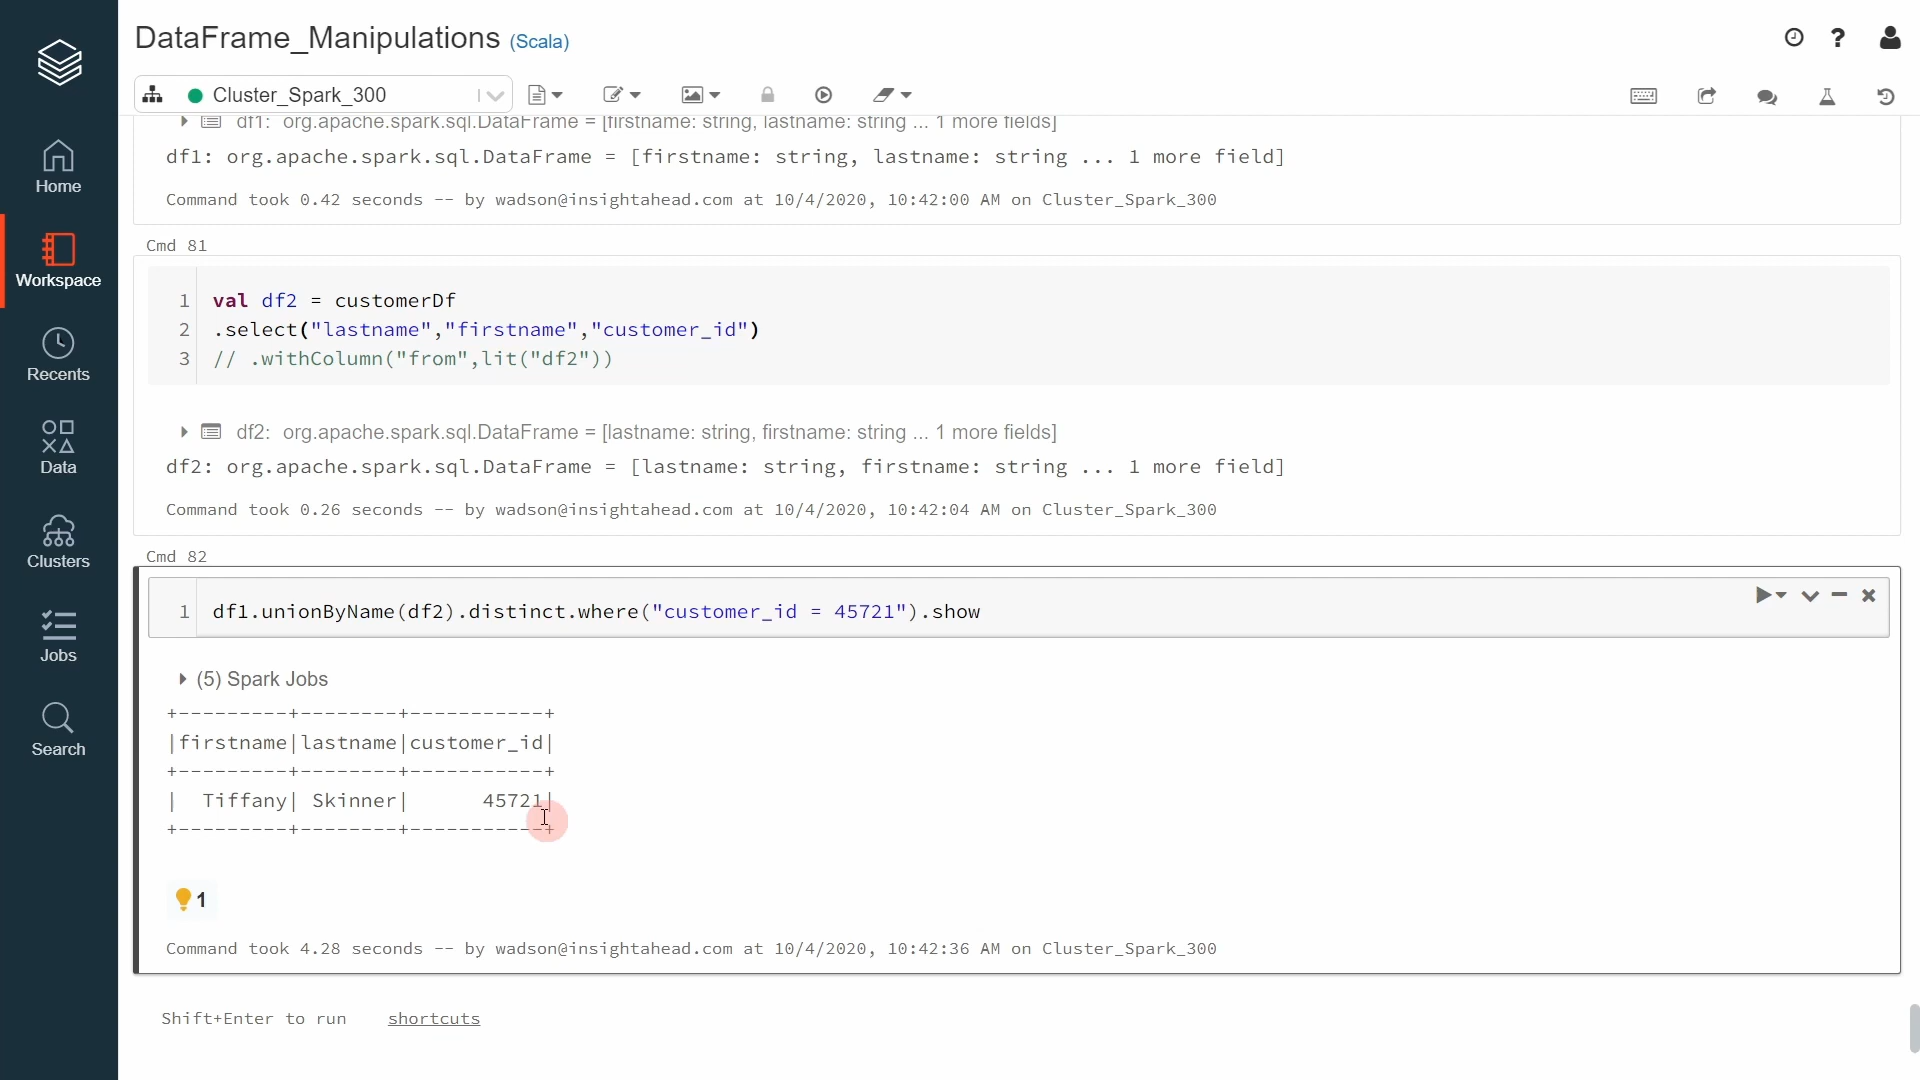 DataFrame_Manipulations (Scala)
Cluster_Spark_300
df1: org.apache.spark.sql.DataFrame = [firstname: string, lastname: string ... 1 more fields]
df1: org.apache.spark.sql.DataFrame = [firstname: string, lastname: string ... 1 more field]
Command took 0.42 seconds -- by wadson@insightahead.com at 10/4/2020, 10:42:00 AM on Cluster_Spark_300
Home
Workspace
Recents
Data
Clusters
Jobs
Search
Cmd 81
1 val df2 = customerDf
2 .select("lastname","firstname","customer_id")
3 // .withColumn("from",lit("df2"))
df2: org.apache.spark.sql.DataFrame = [lastname: string, firstname: string ... 1 more fields]
df2: org.apache.spark.sql.DataFrame = [lastname: string, firstname: string ... 1 more field]
Command took 0.26 seconds -- by wadson@insightahead.com at 10/4/2020, 10:42:04 AM on Cluster_Spark_300
Cmd 82
1 df1.unionByName(df2).distinct.where("customer_id = 45721").show
(5) Spark Jobs
+---------+--------+-----------+
|firstname|lastname|customer_id|
+---------+--------+-----------+
|  Tiffany| Skinner|      45721|
+---------+--------+-----------+
1
Command took 4.28 seconds -- by wadson@insightahead.com at 10/4/2020, 10:42:36 AM on Cluster_Spark_300
Shift+Enter to run shortcuts